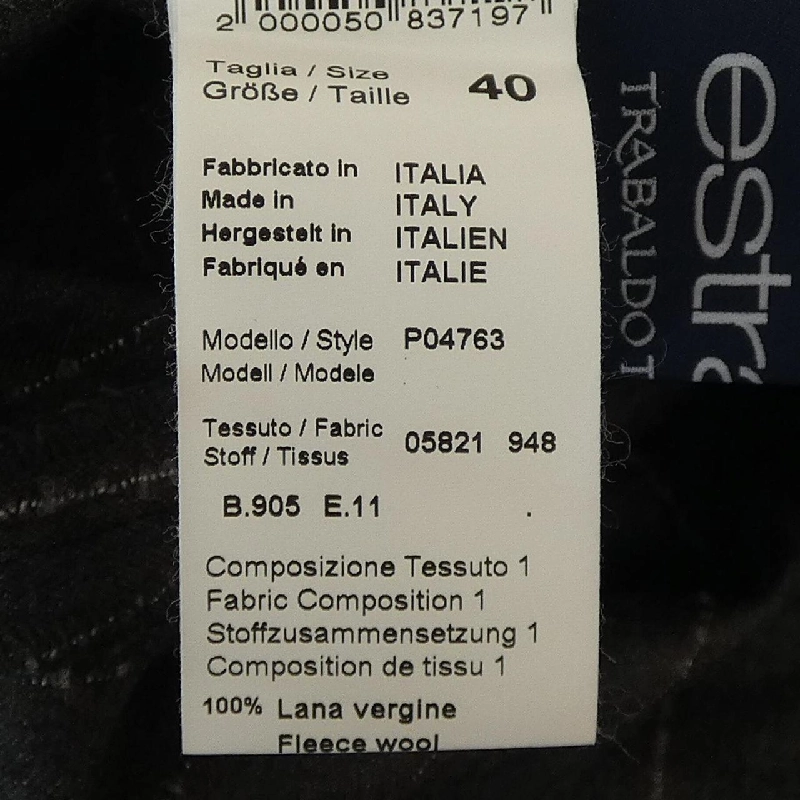 2 000050 837197
Taglia / Size
Größe / Taille 40
Fabbricato in ITALIA
Made in ITALY
Hergestelt in ITALIEN
Fabriqué en ITALIE
Modello / Style P04763
Modell / Modele
Tessuto / Fabric 05821 948
Stoff / Tissus
B.905 E.11
Composizione Tessuto 1
Fabric Composition 1
Stoffzusammensetzung 1
Composition de tissu 1
100% Lana vergine
Fleece wool
estr
TRABALDO T